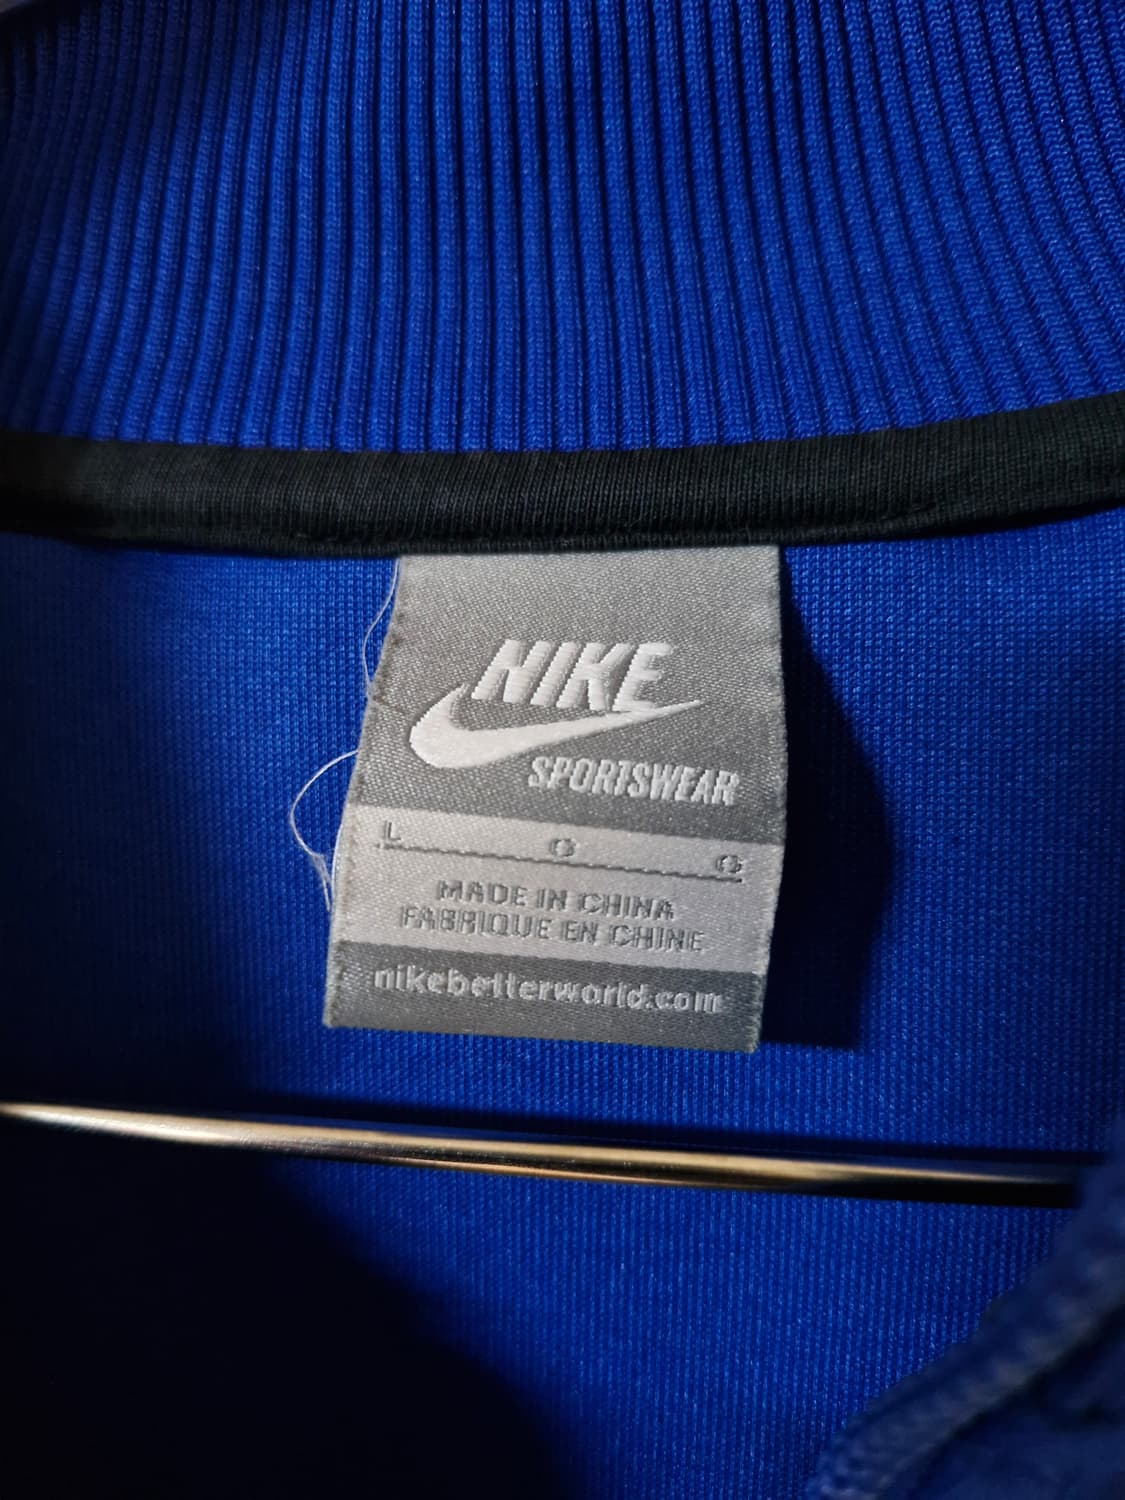 NIKE
SPORTSWEAR
L G G
MADE IN CHINA
FABRIQUE EN CHINE
nikebetterworld.com